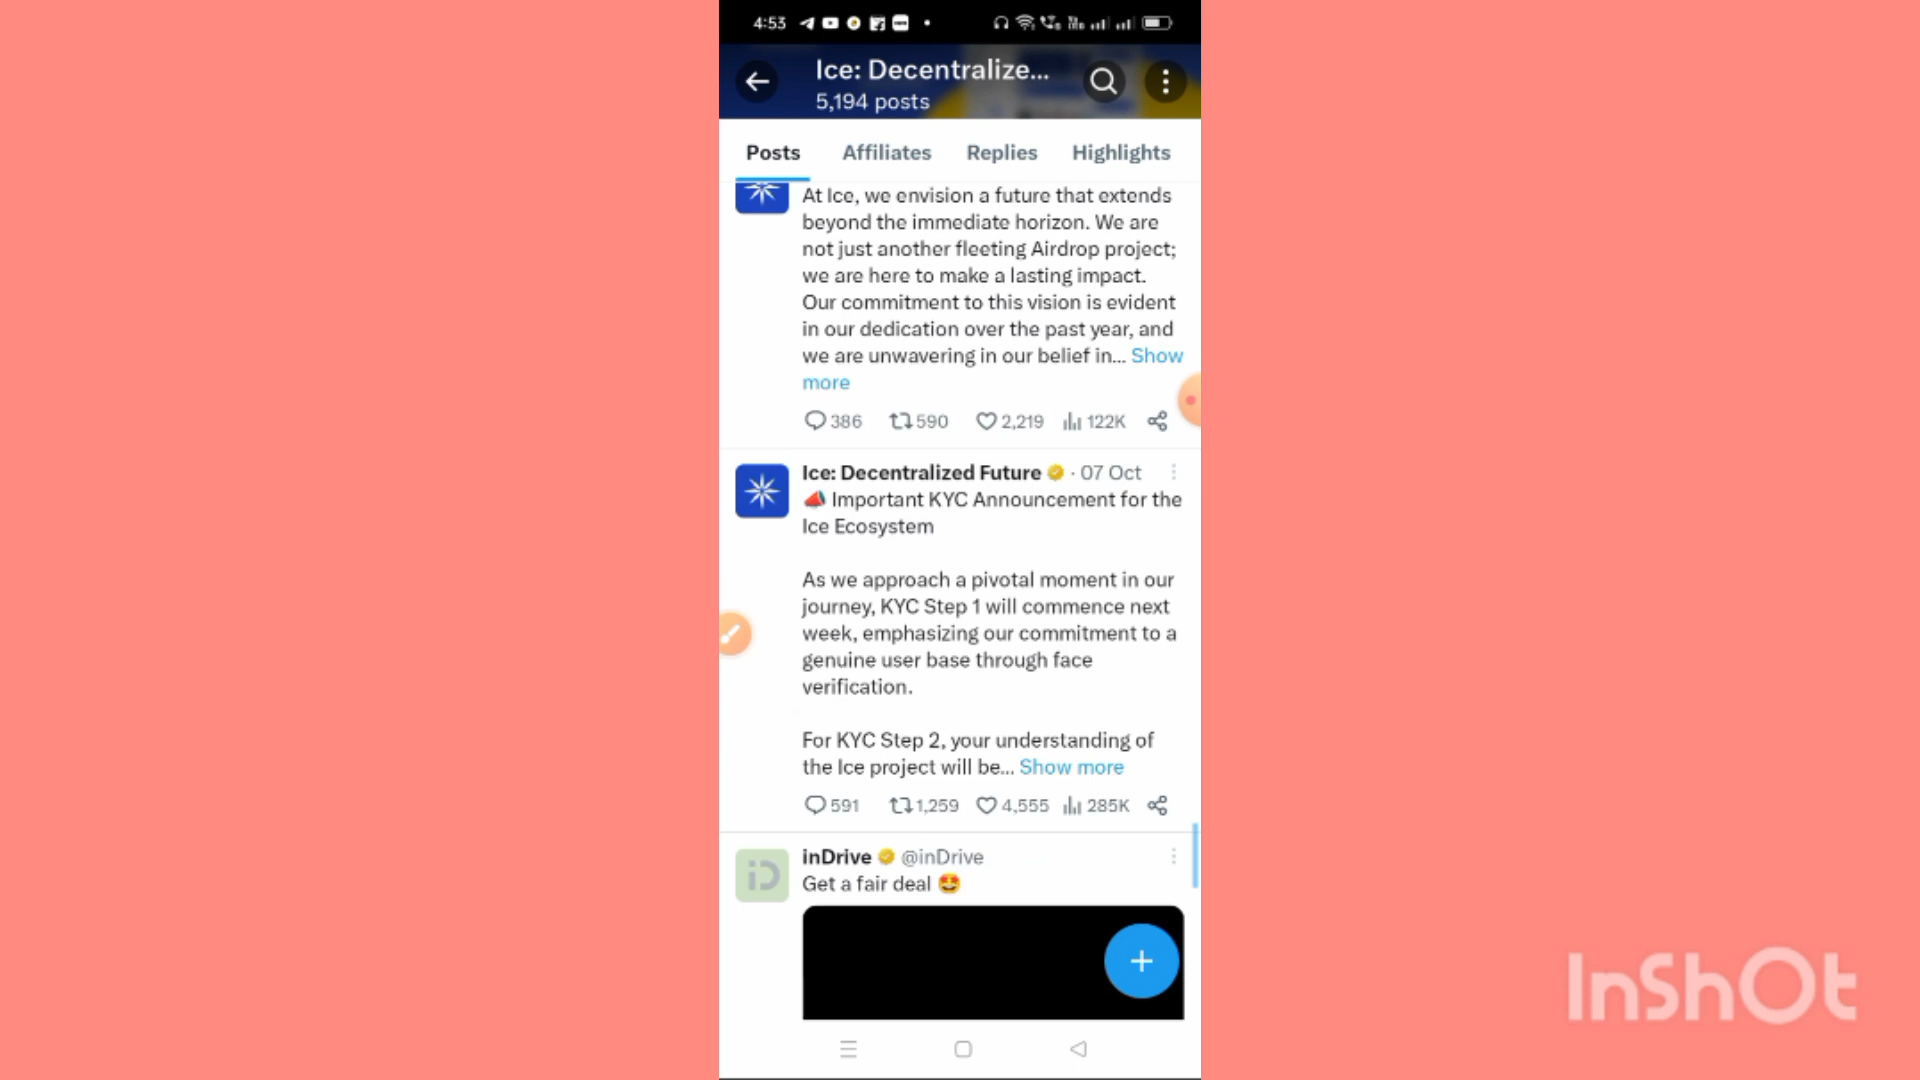 4:53
Ice: Decentralize...
5,194 posts
Posts Affiliates Replies Highlights
At Ice, we envision a future that extends
beyond the immediate horizon. We are
not just another fleeting Airdrop project;
we are here to make a lasting impact.
Our commitment to this vision is evident
in our dedication over the past year, and
we are unwavering in our belief in... Show
more
386 590 2,219 122K
Ice: Decentralized Future · 07 Oct
📣 Important KYC Announcement for the
Ice Ecosystem
As we approach a pivotal moment in our
journey, KYC Step 1 will commence next
week, emphasizing our commitment to a
genuine user base through face
verification.
For KYC Step 2, your understanding of
the Ice project will be... Show more
591 1,259 4,555 285K
iD
inDrive @inDrive
Get a fair deal 🤩
InShOt